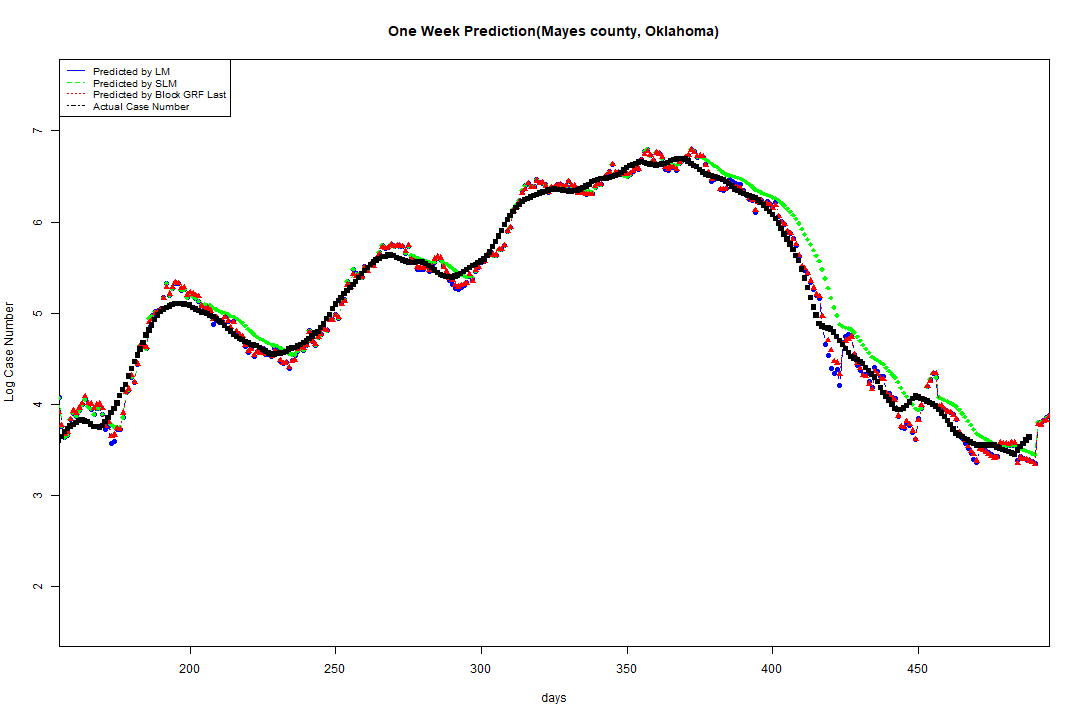 One Week Prediction(Mayes county, Oklahoma)
Predicted by LM
Predicted by SLM
Predicted by Block GRF Last
Actual Case Number
7
6
5
4
3
2
Log Case Number
200 250 300 350 400 450
days